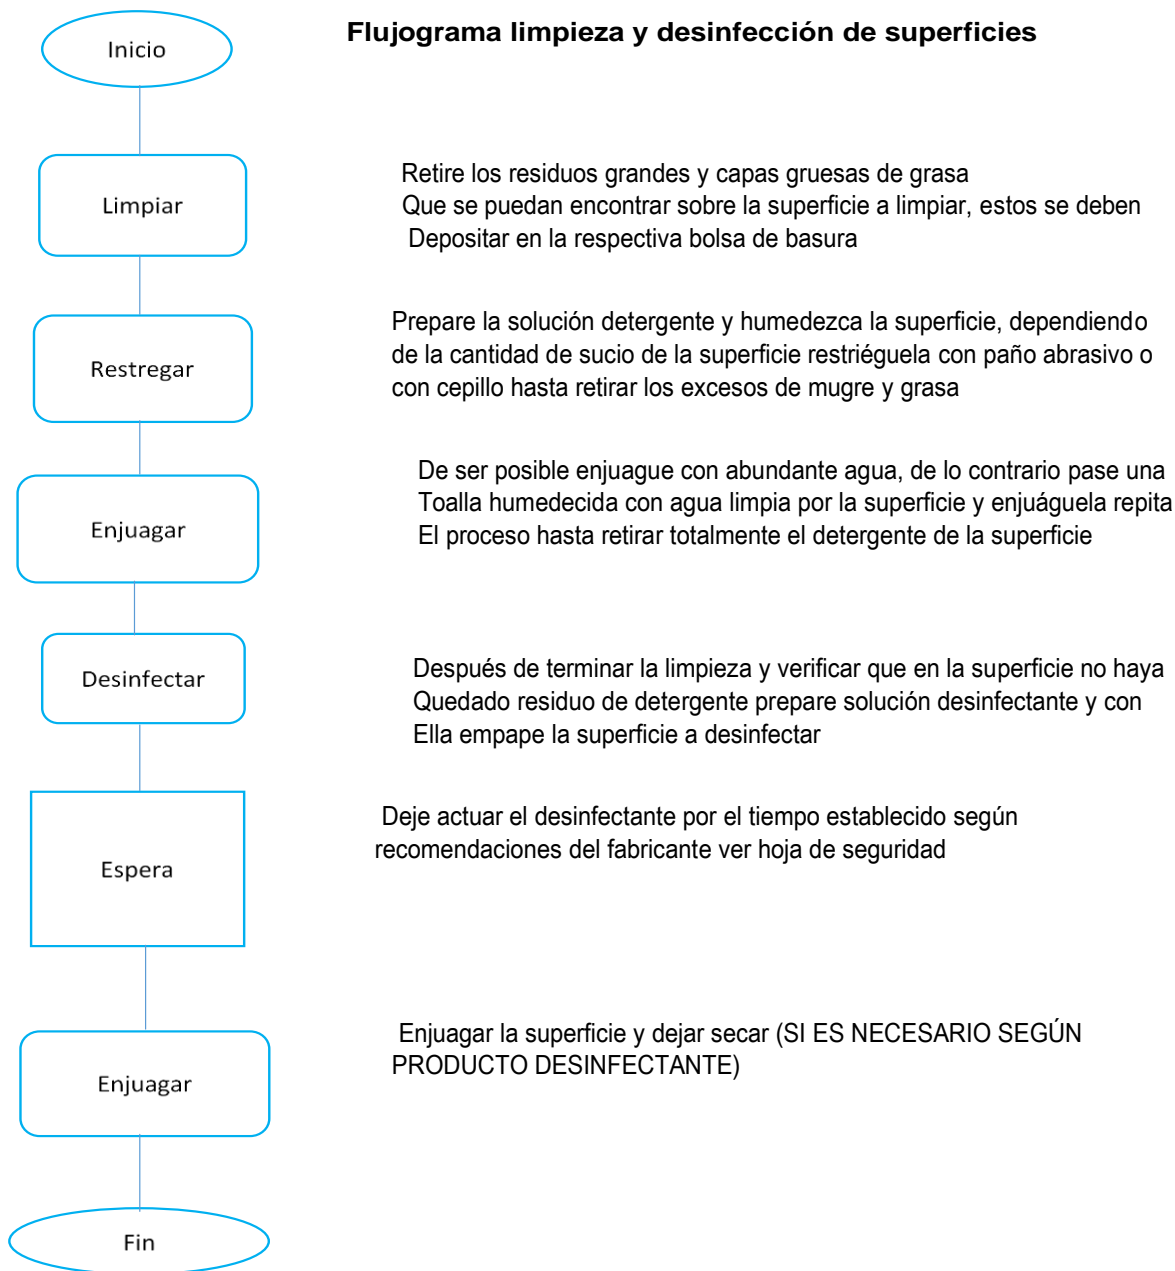 Flujograma limpieza y desinfección de superficies
Inicio
Limpiar
Retire los residuos grandes y capas gruesas de grasa
Que se puedan encontrar sobre la superficie a limpiar, estos se deben
Depositar en la respectiva bolsa de basura
Restregar
Prepare la solución detergente y humedezca la superficie, dependiendo
de la cantidad de sucio de la superficie restriéguela con paño abrasivo o
con cepillo hasta retirar los excesos de mugre y grasa
Enjuagar
De ser posible enjuague con abundante agua, de lo contrario pase una
Toalla humedecida con agua limpia por la superficie y enjuáguela repita
El proceso hasta retirar totalmente el detergente de la superficie
Desinfectar
Después de terminar la limpieza y verificar que en la superficie no haya
Quedado residuo de detergente prepare solución desinfectante y con
Ella empape la superficie a desinfectar
Espera
Deje actuar el desinfectante por el tiempo establecido según
recomendaciones del fabricante ver hoja de seguridad
Enjuagar
Enjuagar la superficie y dejar secar (SI ES NECESARIO SEGÚN
PRODUCTO DESINFECTANTE)
Fin